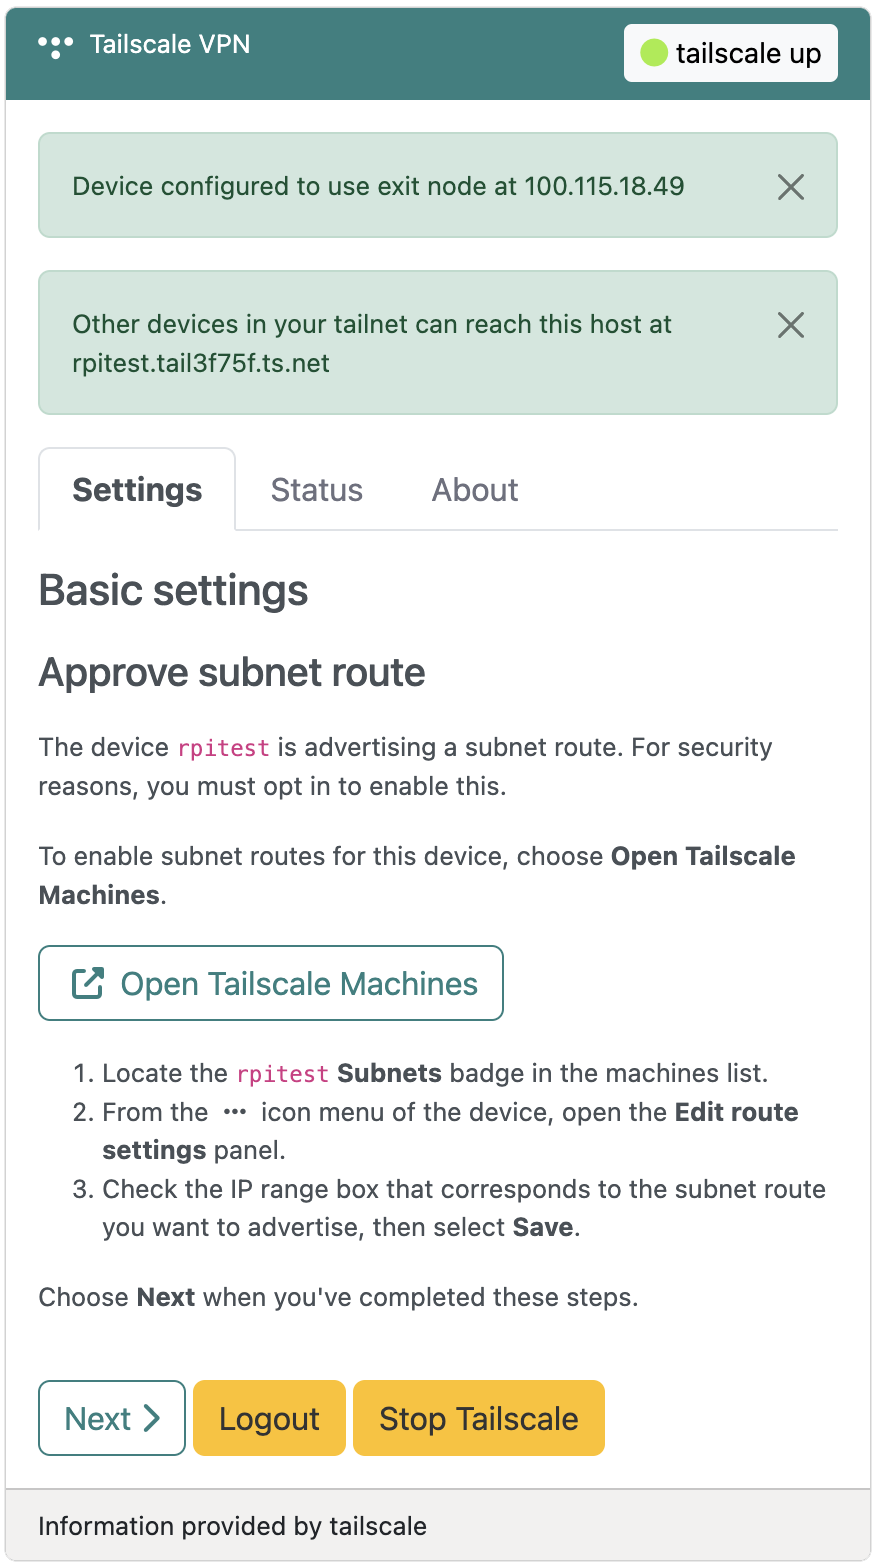 Tailscale VPN
tailscale up
Device configured to use exit node at 100.115.18.49
Other devices in your tailnet can reach this host at
rpitest.tail3f75f.ts.net
Settings
Status
About
Basic settings
Approve subnet route
The device rpitest is advertising a subnet route. For security
reasons, you must opt in to enable this.
To enable subnet routes for this device, choose Open Tailscale
Machines.
Open Tailscale Machines
1. Locate the rpitest Subnets badge in the machines list.
2. From the ··· icon menu of the device, open the Edit route
settings panel.
3. Check the IP range box that corresponds to the subnet route
you want to advertise, then select Save.
Choose Next when you've completed these steps.
Next
Logout
Stop Tailscale
Information provided by tailscale